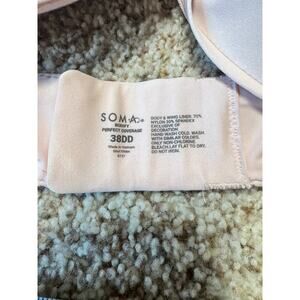 SOMA
BODIFY
PERFECT COVERAGE
38DD
Made in Vietnam
BODY & WING LINER: 70%
NYLON 30% SPANDEX
EXCLUSIVE OF
DECORATION
HAND WASH COLD. WASH
WITH SIMILAR COLORS.
ONLY NON-CHLORINE
BLEACH. LAY FLAT TO DRY.
DO NOT IRON.